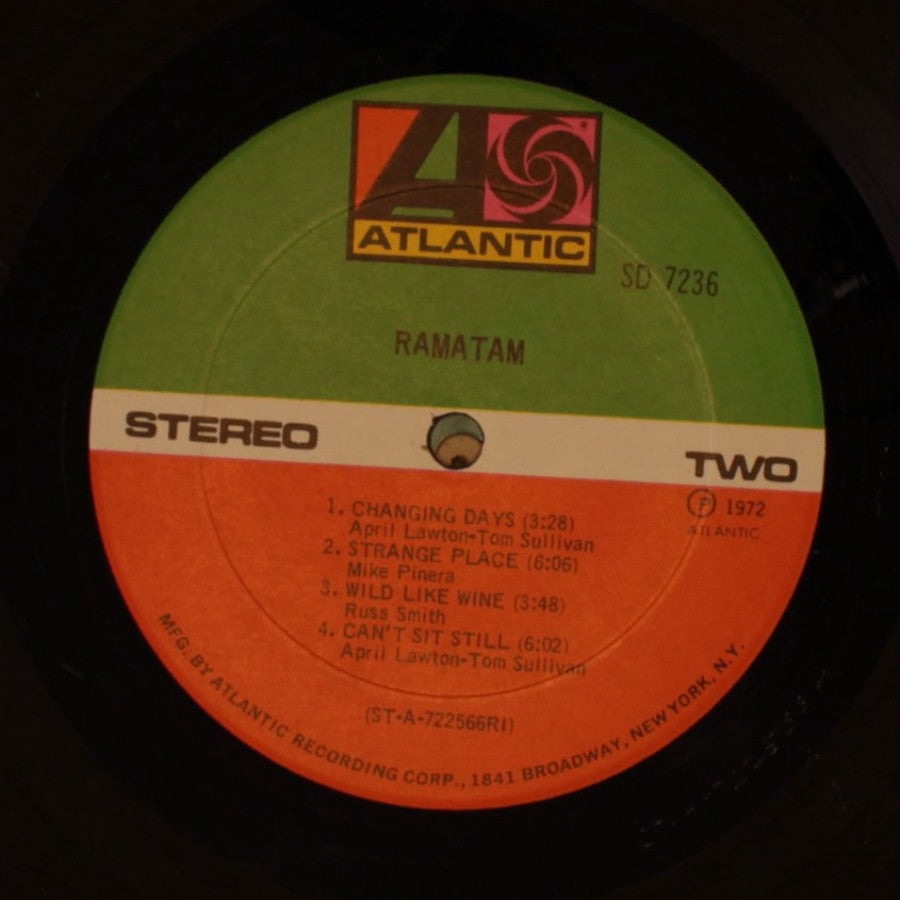 ATLANTIC
SD 7236
RAMATAM
STEREO
TWO
℗ 1972
ATLANTIC
1. CHANGING DAYS (3:28)
April Lawton-Tom Sullivan
2. STRANGE PLACE (6:06)
Mike Pinera
3. WILD LIKE WINE (3:48)
Russ Smith
4. CAN'T SIT STILL (6:02)
April Lawton-Tom Sullivan
(ST-A-722566RI)
MFG. BY ATLANTIC RECORDING CORP., 1841 BROADWAY, NEW YORK, N.Y.